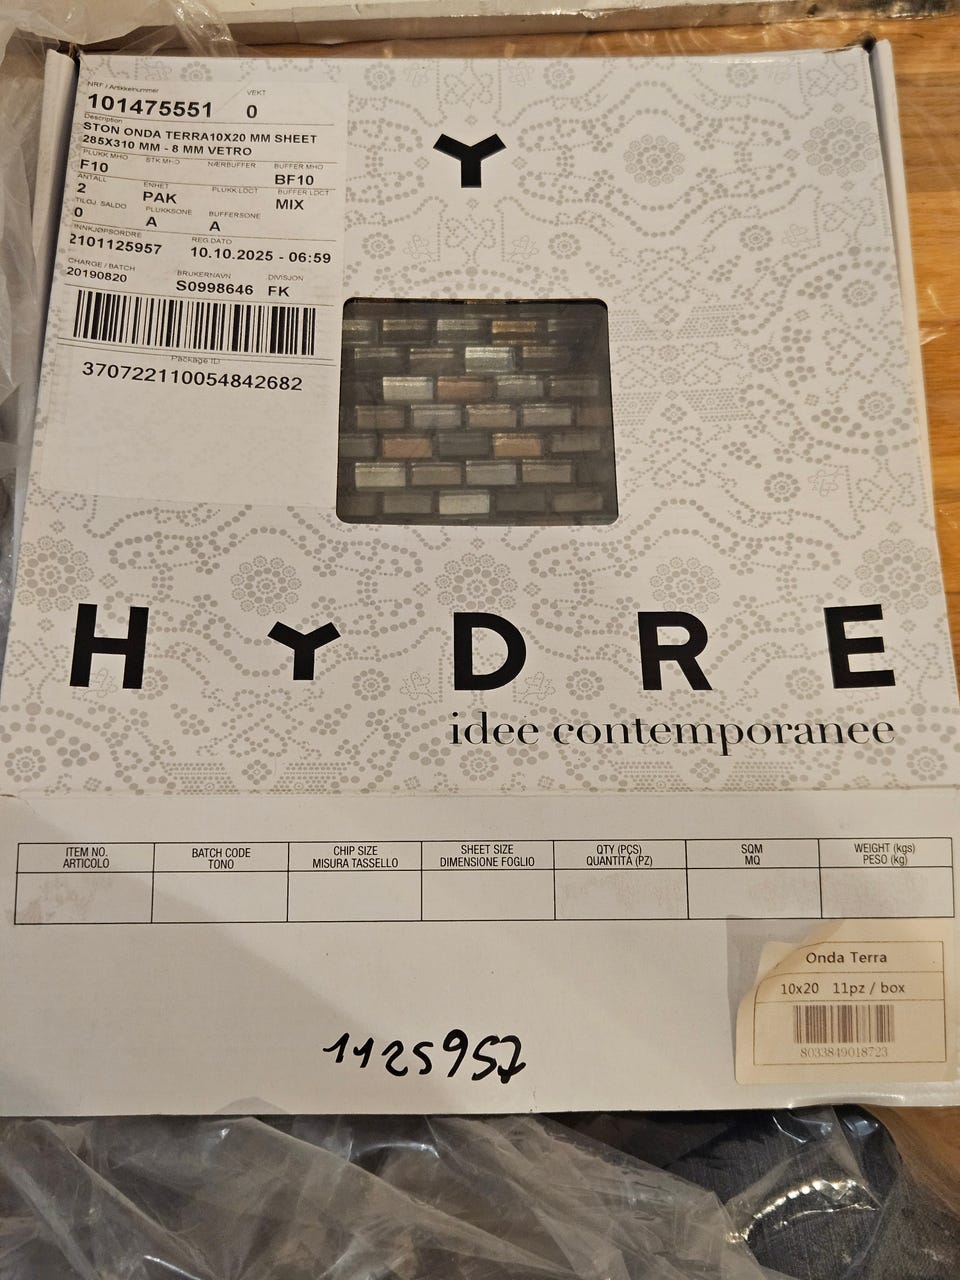 NRF / Artikkelnummer VEKT
101475551 0
Description
STON ONDA TERRA10X20 MM SHEET
285X310 MM - 8 MM VETRO
PLUKK MHO STK MHO NÆRBUFFER BUFFER MHO
F10 BF10
ANTALL ENHET PLUKK LOCT BUFFER LOCT
2 PAK MIX
TILGJ. SALDO PLUKKSONE BUFFERSONE
0 A A
INNKJØPSORDRE REG.DATO
2101125957 10.10.2025 - 06:59
CHARGE / BATCH BRUKERNAVN DIVISJON
20190820 S0998646 FK
Package ID
370722110054842682
Y
HYDRE
idee contemporanee
ITEM NO. BATCH CODE CHIP SIZE SHEET SIZE QTY (PCS) SQM WEIGHT (kgs)
ARTICOLO TONO MISURA TASSELLO DIMENSIONE FOGLIO QUANTITÁ (PZ) MQ PESO (kg)
Onda Terra
10x20 11pz / box
8033849018723
1125957